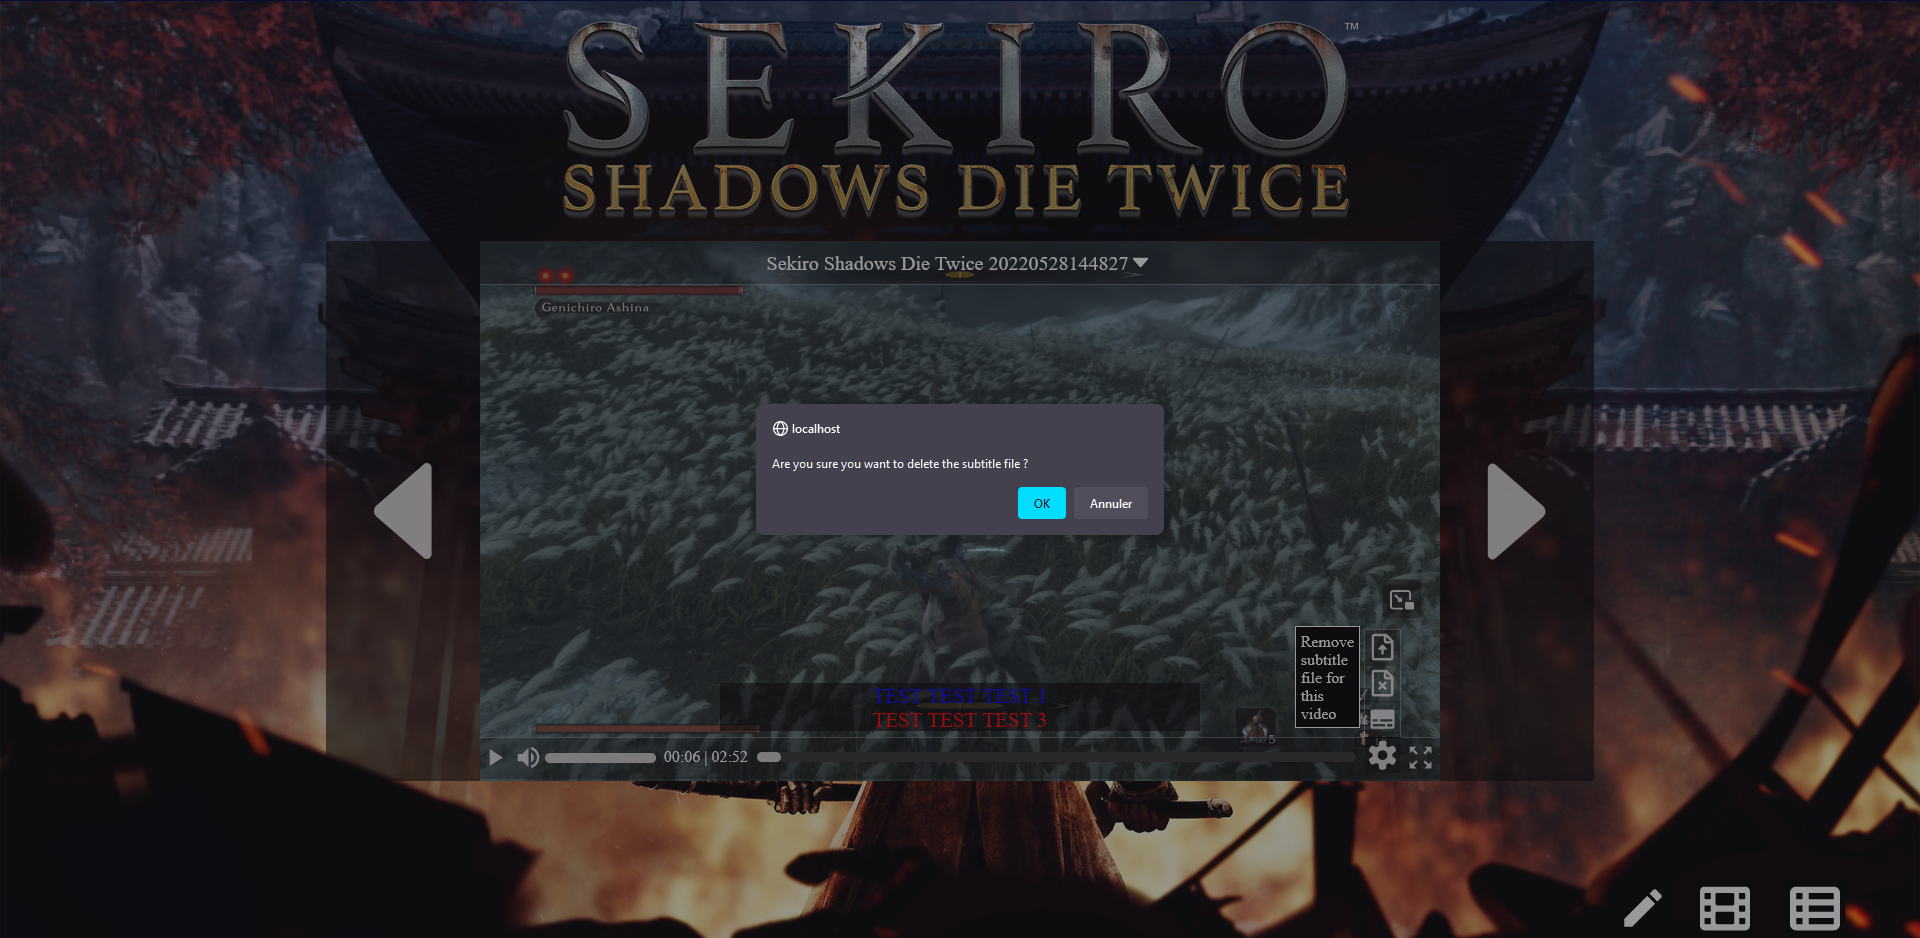 SEKIRO™
SHADOWS DIE TWICE
Sekiro Shadows Die Twice 20220528144827
Genichiro Ashina
localhost
Are you sure you want to delete the subtitle file ?
OK
Annuler
Remove
subtitle
file for
this
video
TEST TEST TEST 1
TEST TEST TEST 3
5
00:06 | 02:52